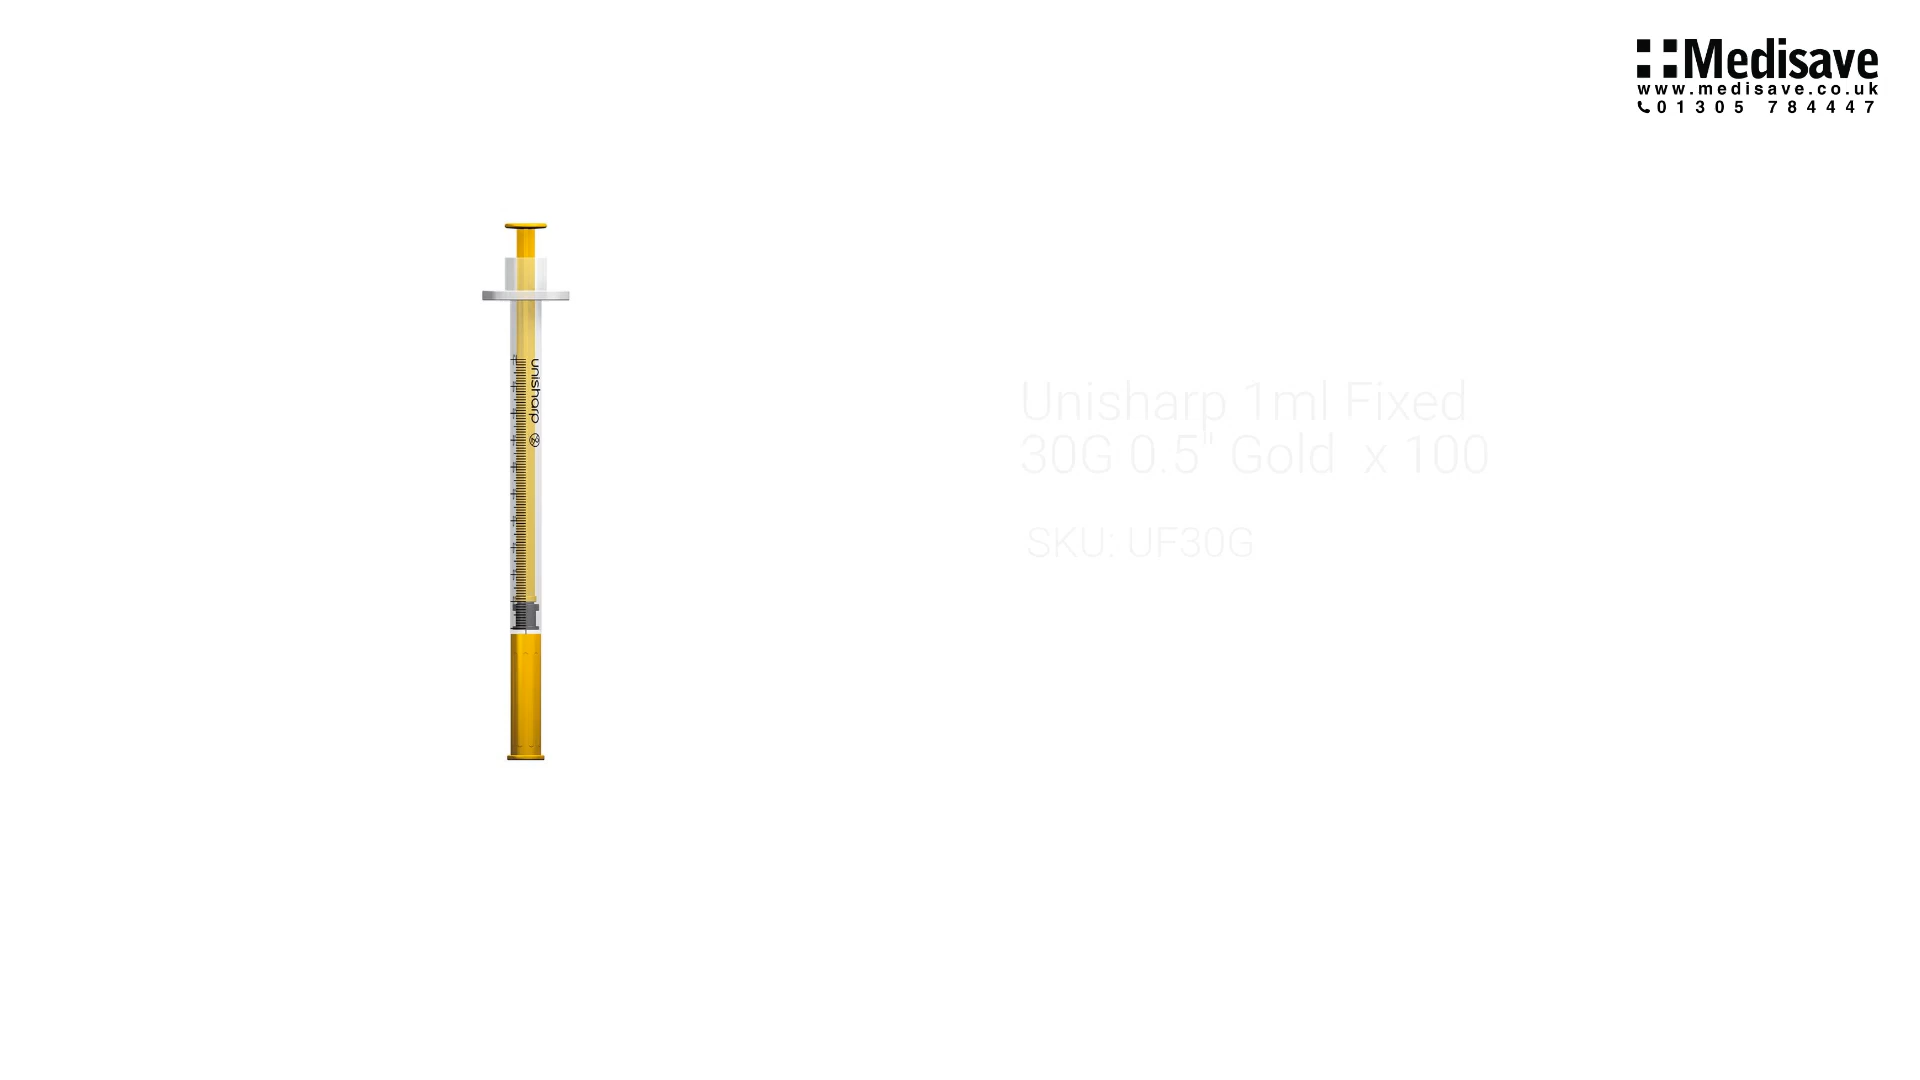 Medisave
www.medisave.co.uk
01305 784447
unisharp
Unisharp 1ml Fixed
30G 0.5" Gold x 100
SKU: UF30G